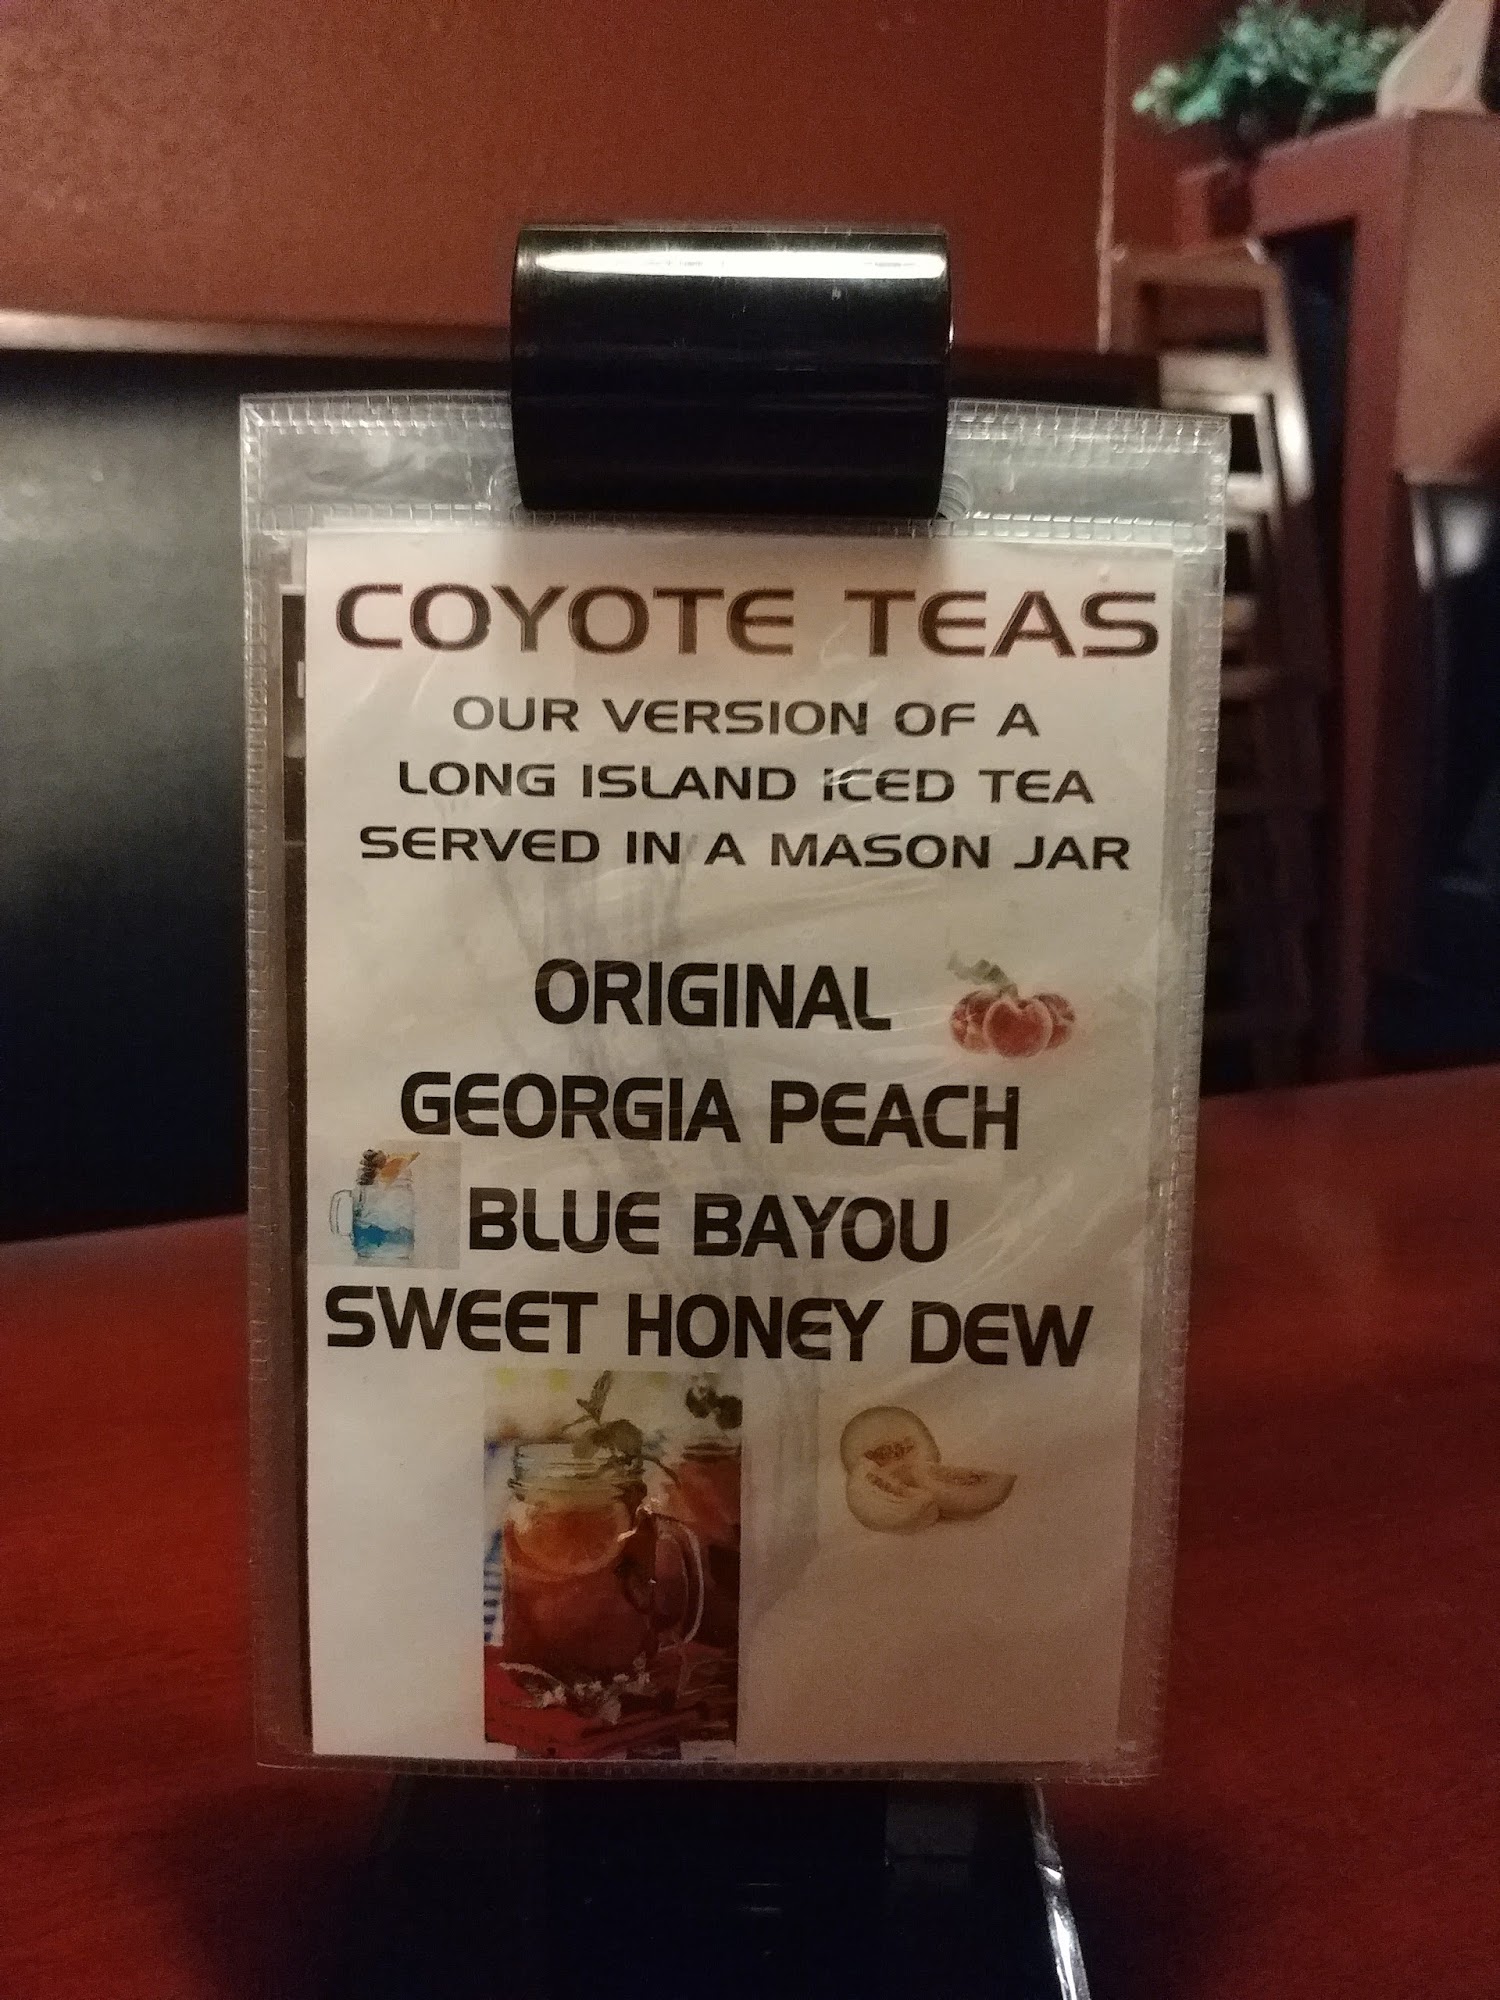 COYOTE TEAS
OUR VERSION OF A
LONG ISLAND ICED TEA
SERVED IN A MASON JAR
ORIGINAL
GEORGIA PEACH
BLUE BAYOU
SWEET HONEY DEW